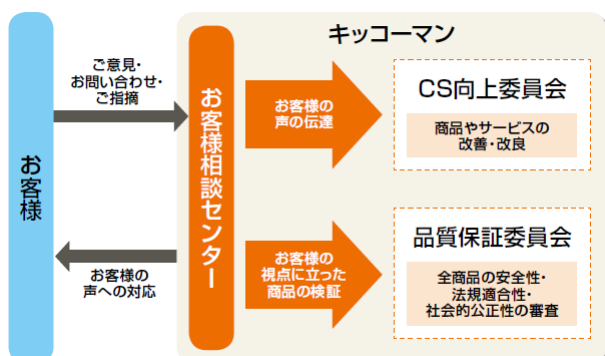 キッコーマン
お客様
ご意見・
お問い合わせ・
ご指摘
お客様の
声への対応
お客様相談センター
お客様の
声の伝達
CS向上委員会
商品やサービスの
改善・改良
お客様の
視点に立った
商品の検証
品質保証委員会
全商品の安全性・
法規適合性・
社会的公正性の審査